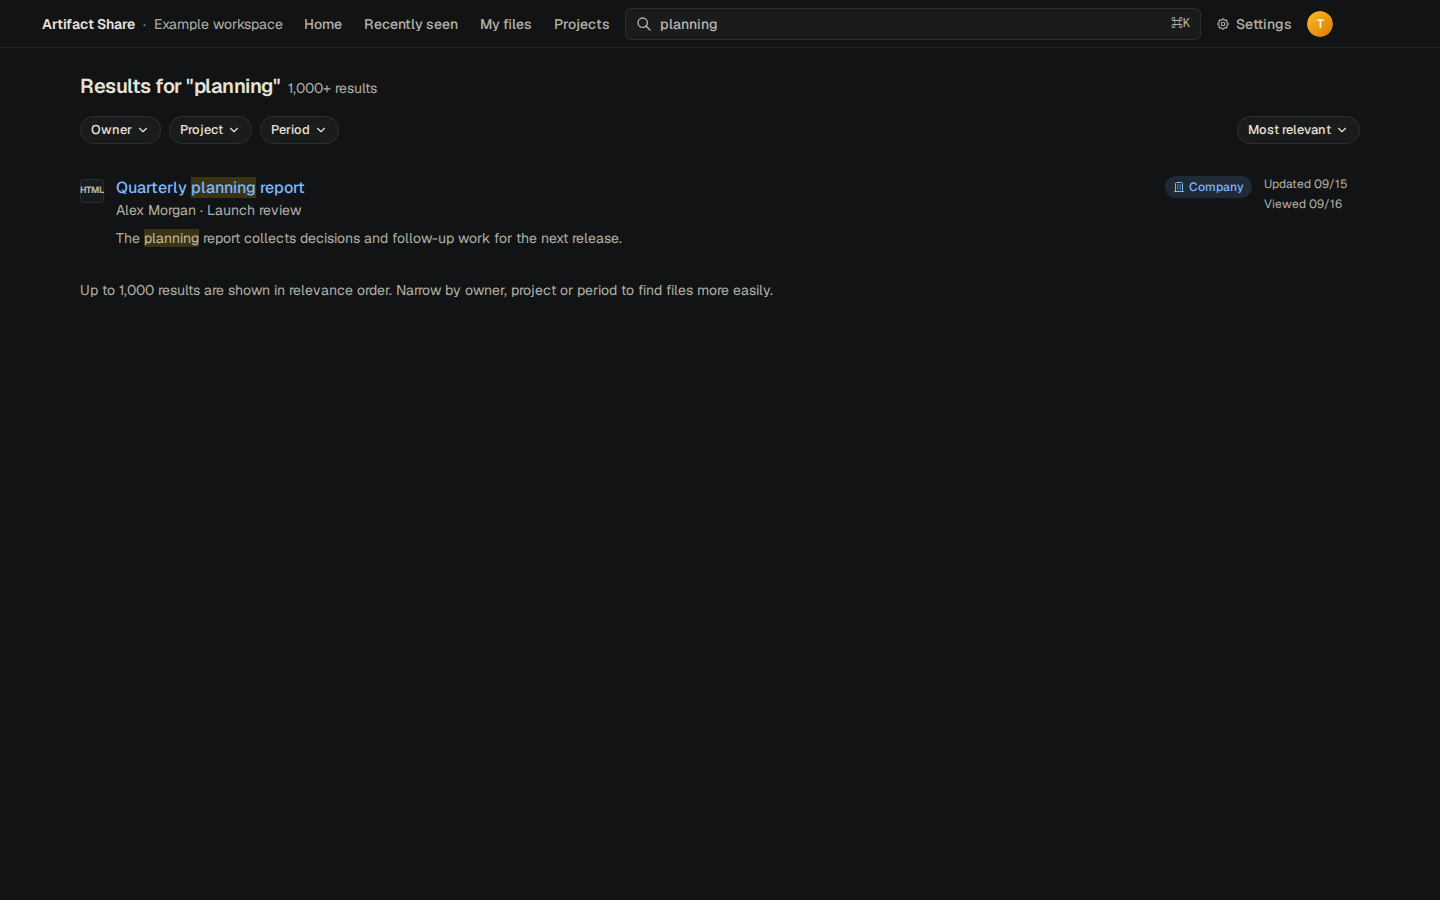 Artifact Share · Example workspace Home Recently seen My files Projects planning ⌘K Settings T
Results for "planning" 1,000+ results
Owner Project Period Most relevant
HTML Quarterly planning report Company Updated 09/15
Alex Morgan · Launch review Viewed 09/16
The planning report collects decisions and follow-up work for the next release.
Up to 1,000 results are shown in relevance order. Narrow by owner, project or period to find files more easily.